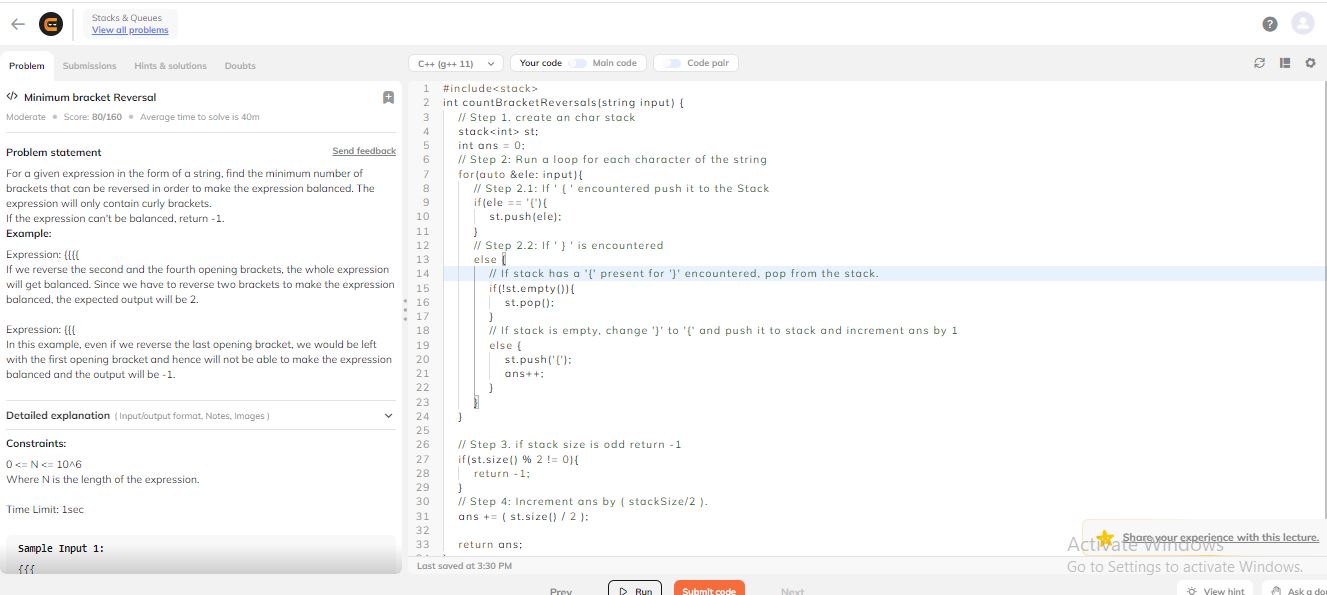 Stacks & Queues
View all problems
Problem Submissions Hints & solutions Doubts
C++ (g++ 11) Your code Main code Code pair
Minimum bracket Reversal
Moderate Score: 80/160 Average time to solve is 40m
Problem statement Send feedback
For a given expression in the form of a string, find the minimum number of
brackets that can be reversed in order to make the expression balanced. The
expression will only contain curly brackets.
If the expression can't be balanced, return -1.
Example:
Expression: {{{{
If we reverse the second and the fourth opening brackets, the whole expression
will get balanced. Since we have to reverse two brackets to make the expression
balanced, the expected output will be 2.
Expression: {{{
In this example, even if we reverse the last opening bracket, we would be left
with the first opening bracket and hence will not be able to make the expression
balanced and the output will be -1.
Detailed explanation ( Input/output format, Notes, Images )
Constraints:
0 <= N <= 10^6
Where N is the length of the expression.
Time Limit: 1sec
Sample Input 1:
{{{
1 #include<stack>
2 int countBracketReversals(string input) {
3 // Step 1. create an char stack
4 stack<int> st;
5 int ans = 0;
6 // Step 2: Run a loop for each character of the string
7 for(auto &ele: input){
8 // Step 2.1: If ' { ' encountered push it to the Stack
9 if(ele == '{'){
10 st.push(ele);
11 }
12 // Step 2.2: If ' } ' is encountered
13 else {
14 // If stack has a '{' present for '}' encountered, pop from the stack.
15 if(!st.empty()){
16 st.pop();
17 }
18 // If stack is empty, change '}' to '{' and push it to stack and increment ans by 1
19 else {
20 st.push('{');
21 ans++;
22 }
23 }
24 }
25
26 // Step 3. if stack size is odd return -1
27 if(st.size() % 2 != 0){
28 return -1;
29 }
30 // Step 4: Increment ans by ( stackSize/2 ).
31 ans += ( st.size() / 2 );
32
33 return ans;
Last saved at 3:30 PM
Share your experience with this lecture.
Activate Windows
Go to Settings to activate Windows.
Prev Run Submit code Next View hint Ask a dou